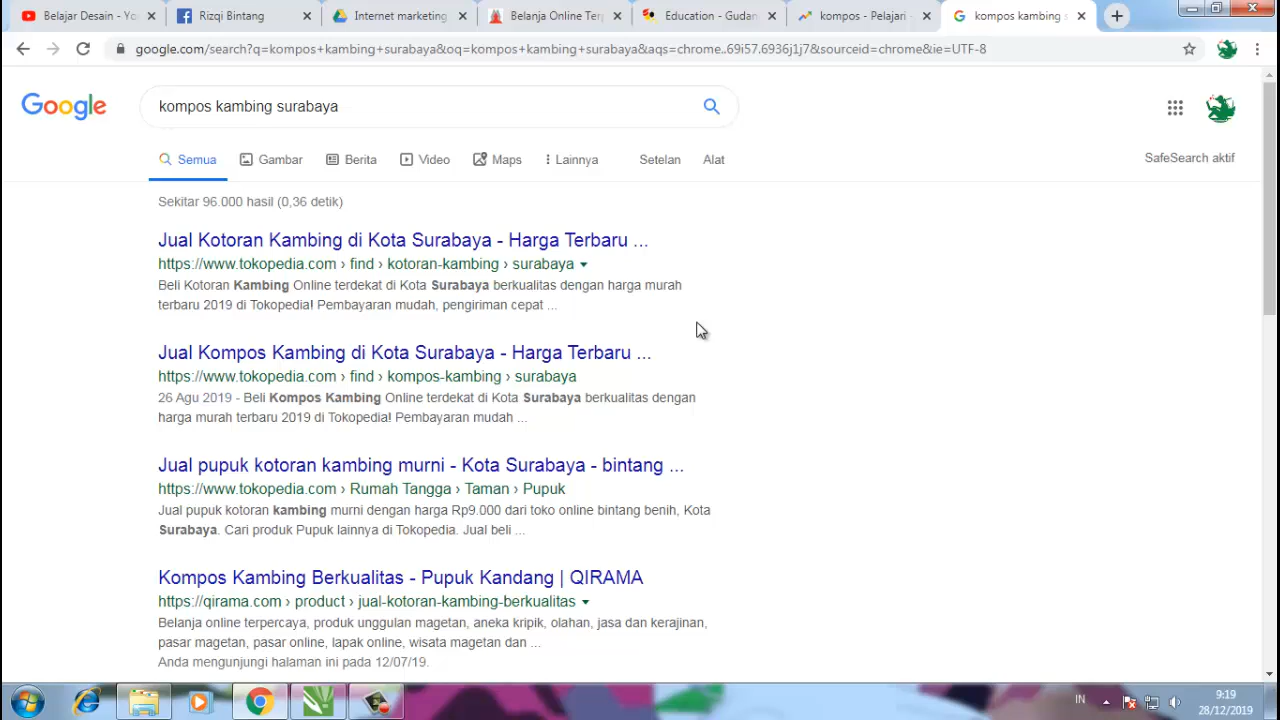 Belajar Desain - Yo
Rizqi Bintang
Internet marketing
Belanja Online Ter
Education - Gudan
kompos - Pelajari -
kompos kambing s
google.com/search?q=kompos+kambing+surabaya&oq=kompos+kambing+surabaya&aqs=chrome..69i57.6936j1j7&sourceid=chrome&ie=UTF-8
Google
kompos kambing surabaya
Semua
Gambar
Berita
Video
Maps
Lainnya
Setelan
Alat
SafeSearch aktif
Sekitar 96.000 hasil (0,36 detik)
Jual Kotoran Kambing di Kota Surabaya - Harga Terbaru ...
https://www.tokopedia.com › find › kotoran-kambing › surabaya
Beli Kotoran Kambing Online terdekat di Kota Surabaya berkualitas dengan harga murah
terbaru 2019 di Tokopedia! Pembayaran mudah, pengiriman cepat ...
Jual Kompos Kambing di Kota Surabaya - Harga Terbaru ...
https://www.tokopedia.com › find › kompos-kambing › surabaya
26 Agu 2019 - Beli Kompos Kambing Online terdekat di Kota Surabaya berkualitas dengan
harga murah terbaru 2019 di Tokopedia! Pembayaran mudah ...
Jual pupuk kotoran kambing murni - Kota Surabaya - bintang ...
https://www.tokopedia.com › Rumah Tangga › Taman › Pupuk
Jual pupuk kotoran kambing murni dengan harga Rp9.000 dari toko online bintang benih, Kota
Surabaya. Cari produk Pupuk lainnya di Tokopedia. Jual beli ...
Kompos Kambing Berkualitas - Pupuk Kandang | QIRAMA
https://qirama.com › product › jual-kotoran-kambing-berkualitas
Belanja online terpercaya, produk unggulan magetan, aneka kripik, olahan, jasa dan kerajinan,
pasar magetan, pasar online, lapak online, wisata magetan dan ...
Anda mengunjungi halaman ini pada 12/07/19.
IN
9:19
28/12/2019